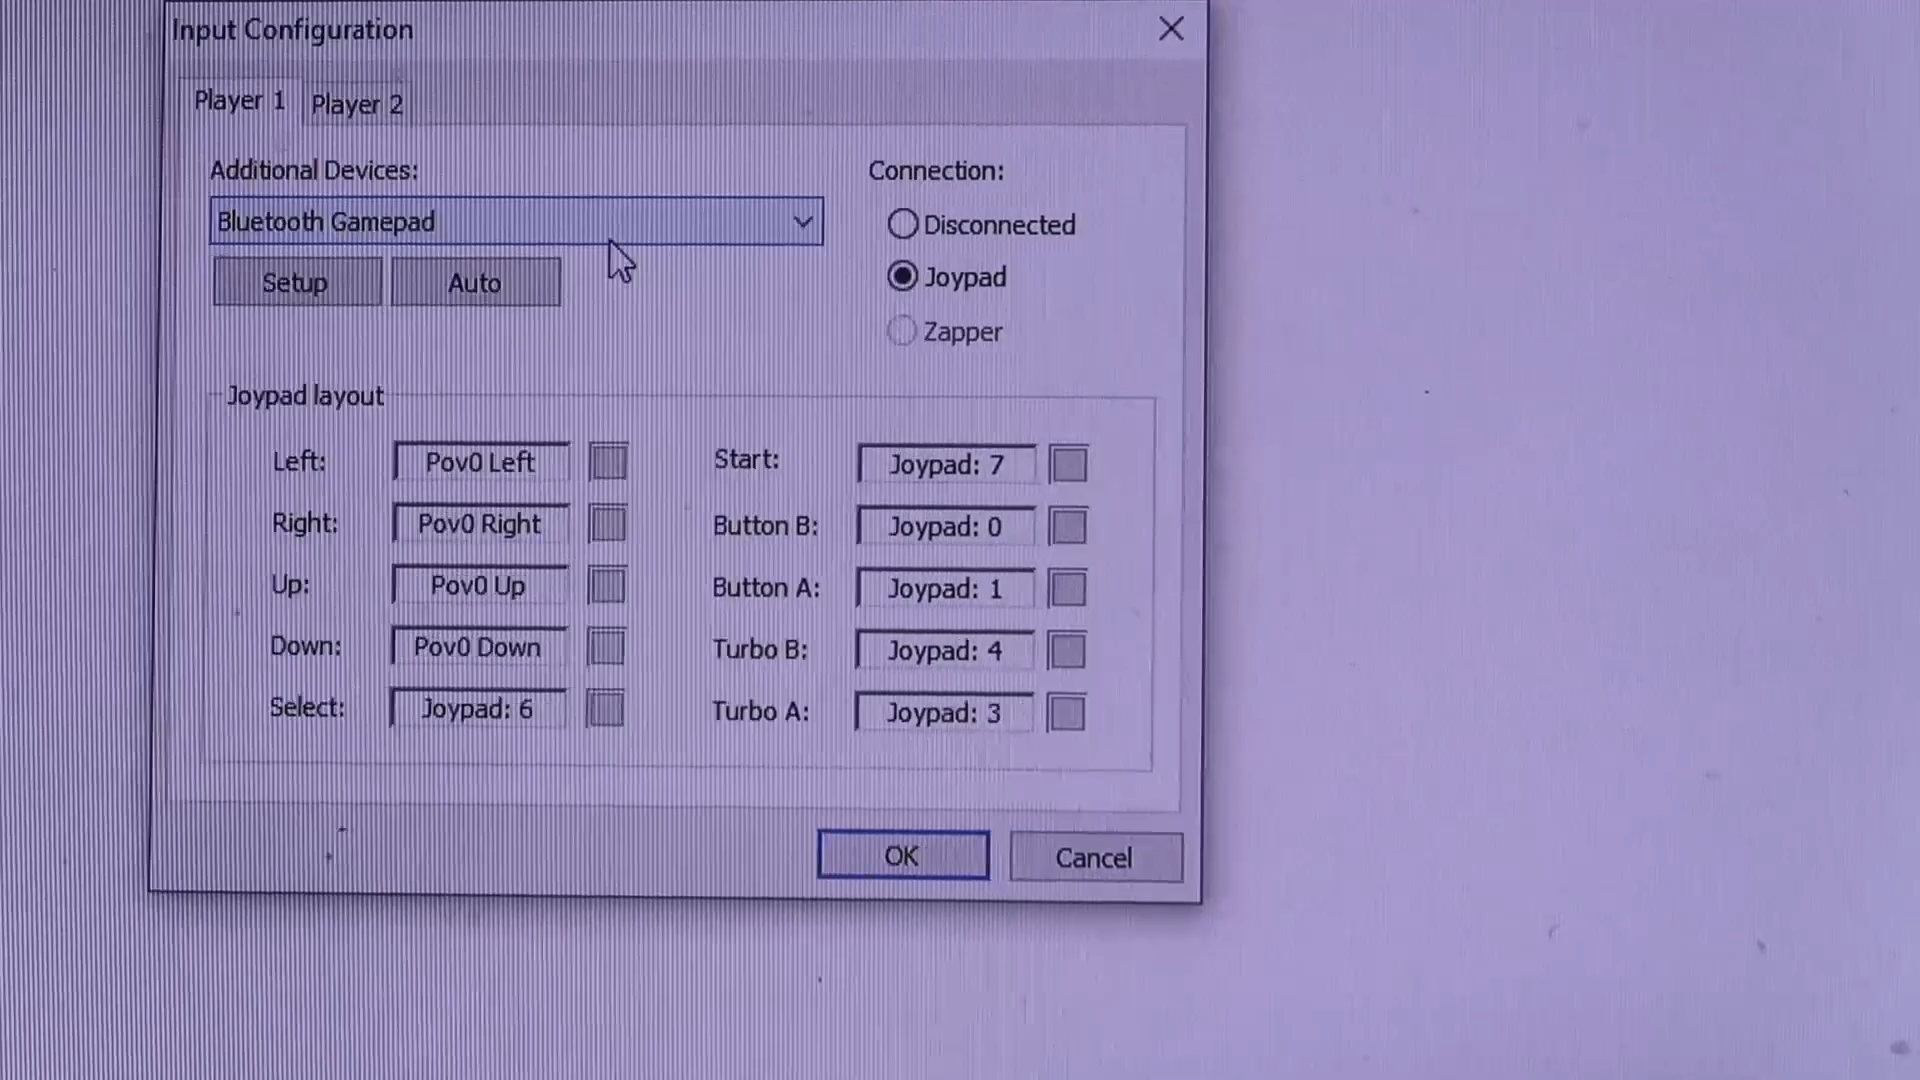 Input Configuration
Player 1
Player 2
Additional Devices:
Bluetooth Gamepad
Setup
Auto
Connection:
Disconnected
Joypad
Zapper
Joypad layout
Left:
Pov0 Left
Right:
Pov0 Right
Up:
Pov0 Up
Down:
Pov0 Down
Select:
Joypad: 6
Start:
Joypad: 7
Button B:
Joypad: 0
Button A:
Joypad: 1
Turbo B:
Joypad: 4
Turbo A:
Joypad: 3
OK
Cancel